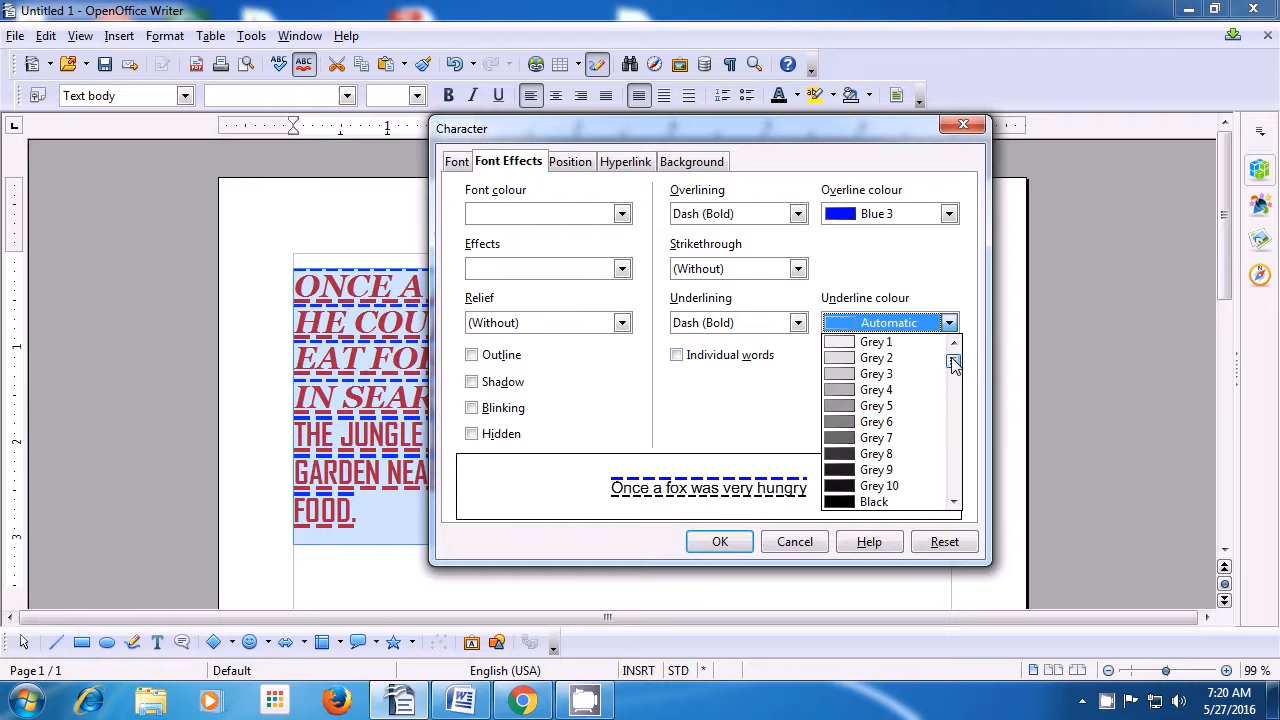 Untitled 1 - OpenOffice Writer
File Edit View Insert Format Table Tools Window Help
Text body
Character
Font Font Effects Position Hyperlink Background
Font colour Overlining Overline colour
Dash (Bold) Blue 3
Effects Strikethrough
(Without)
Relief Underlining Underline colour
(Without) Dash (Bold) Automatic
Outline Individual words
Shadow
Blinking
Hidden
Grey 1
Grey 2
Grey 3
Grey 4
Grey 5
Grey 6
Grey 7
Grey 8
Grey 9
Grey 10
Black
Once a fox was very hungry
OK Cancel Help Reset
ONCE A
HE COU
EAT FO
IN SEAR
THE JUNGLE
GARDEN NEA
FOOD.
Page 1 / 1 Default English (USA) INSRT STD * 99 %
7:20 AM
5/27/2016